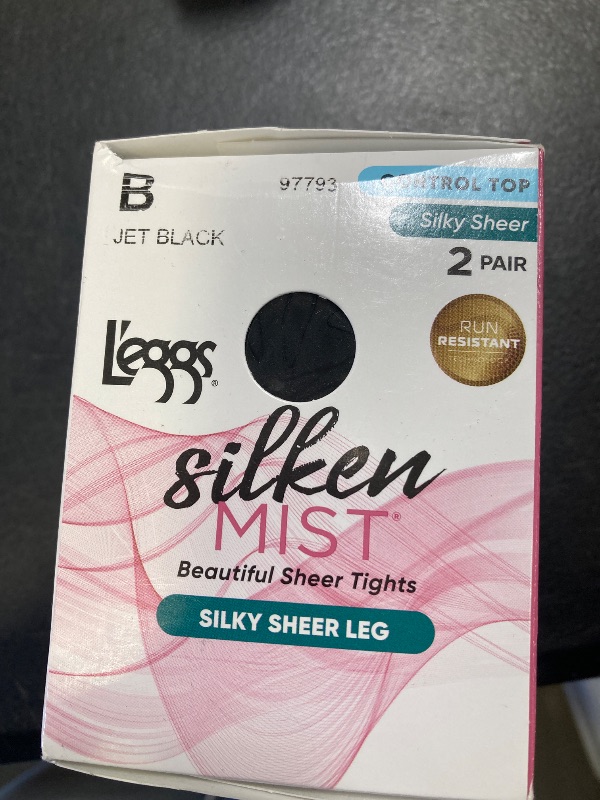 B
97793
CONTROL TOP
JET BLACK
Silky Sheer
2 PAIR
L'eggs®
RUN
RESISTANT
silken
MIST®
Beautiful Sheer Tights
SILKY SHEER LEG